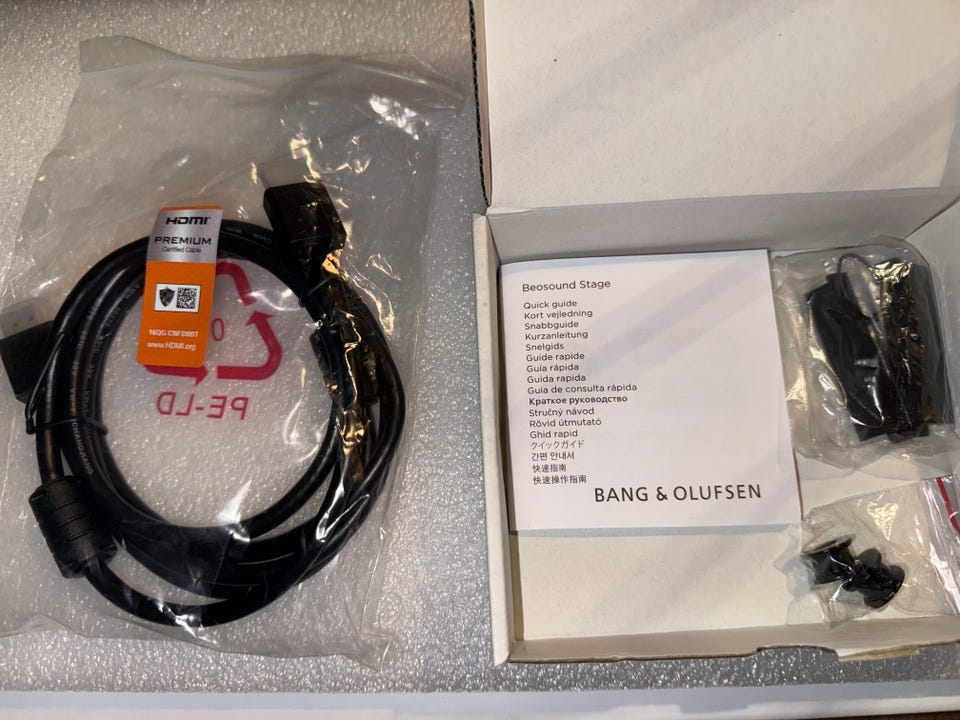 HDMI
PREMIUM
Certified Cable
16QG CNFD9BT
www.HDMI.org
PE-LD
Beosound Stage
Quick guide
Kort vejledning
Snabbguide
Kurzanleitung
Snelgids
Guide rapide
Guía rápida
Guida rapida
Guia de consulta rápida
Краткое руководство
Stručný návod
Rövid útmutató
Ghid rapid
クイックガイド
간편 안내서
快速指南
快速操作指南
BANG & OLUFSEN